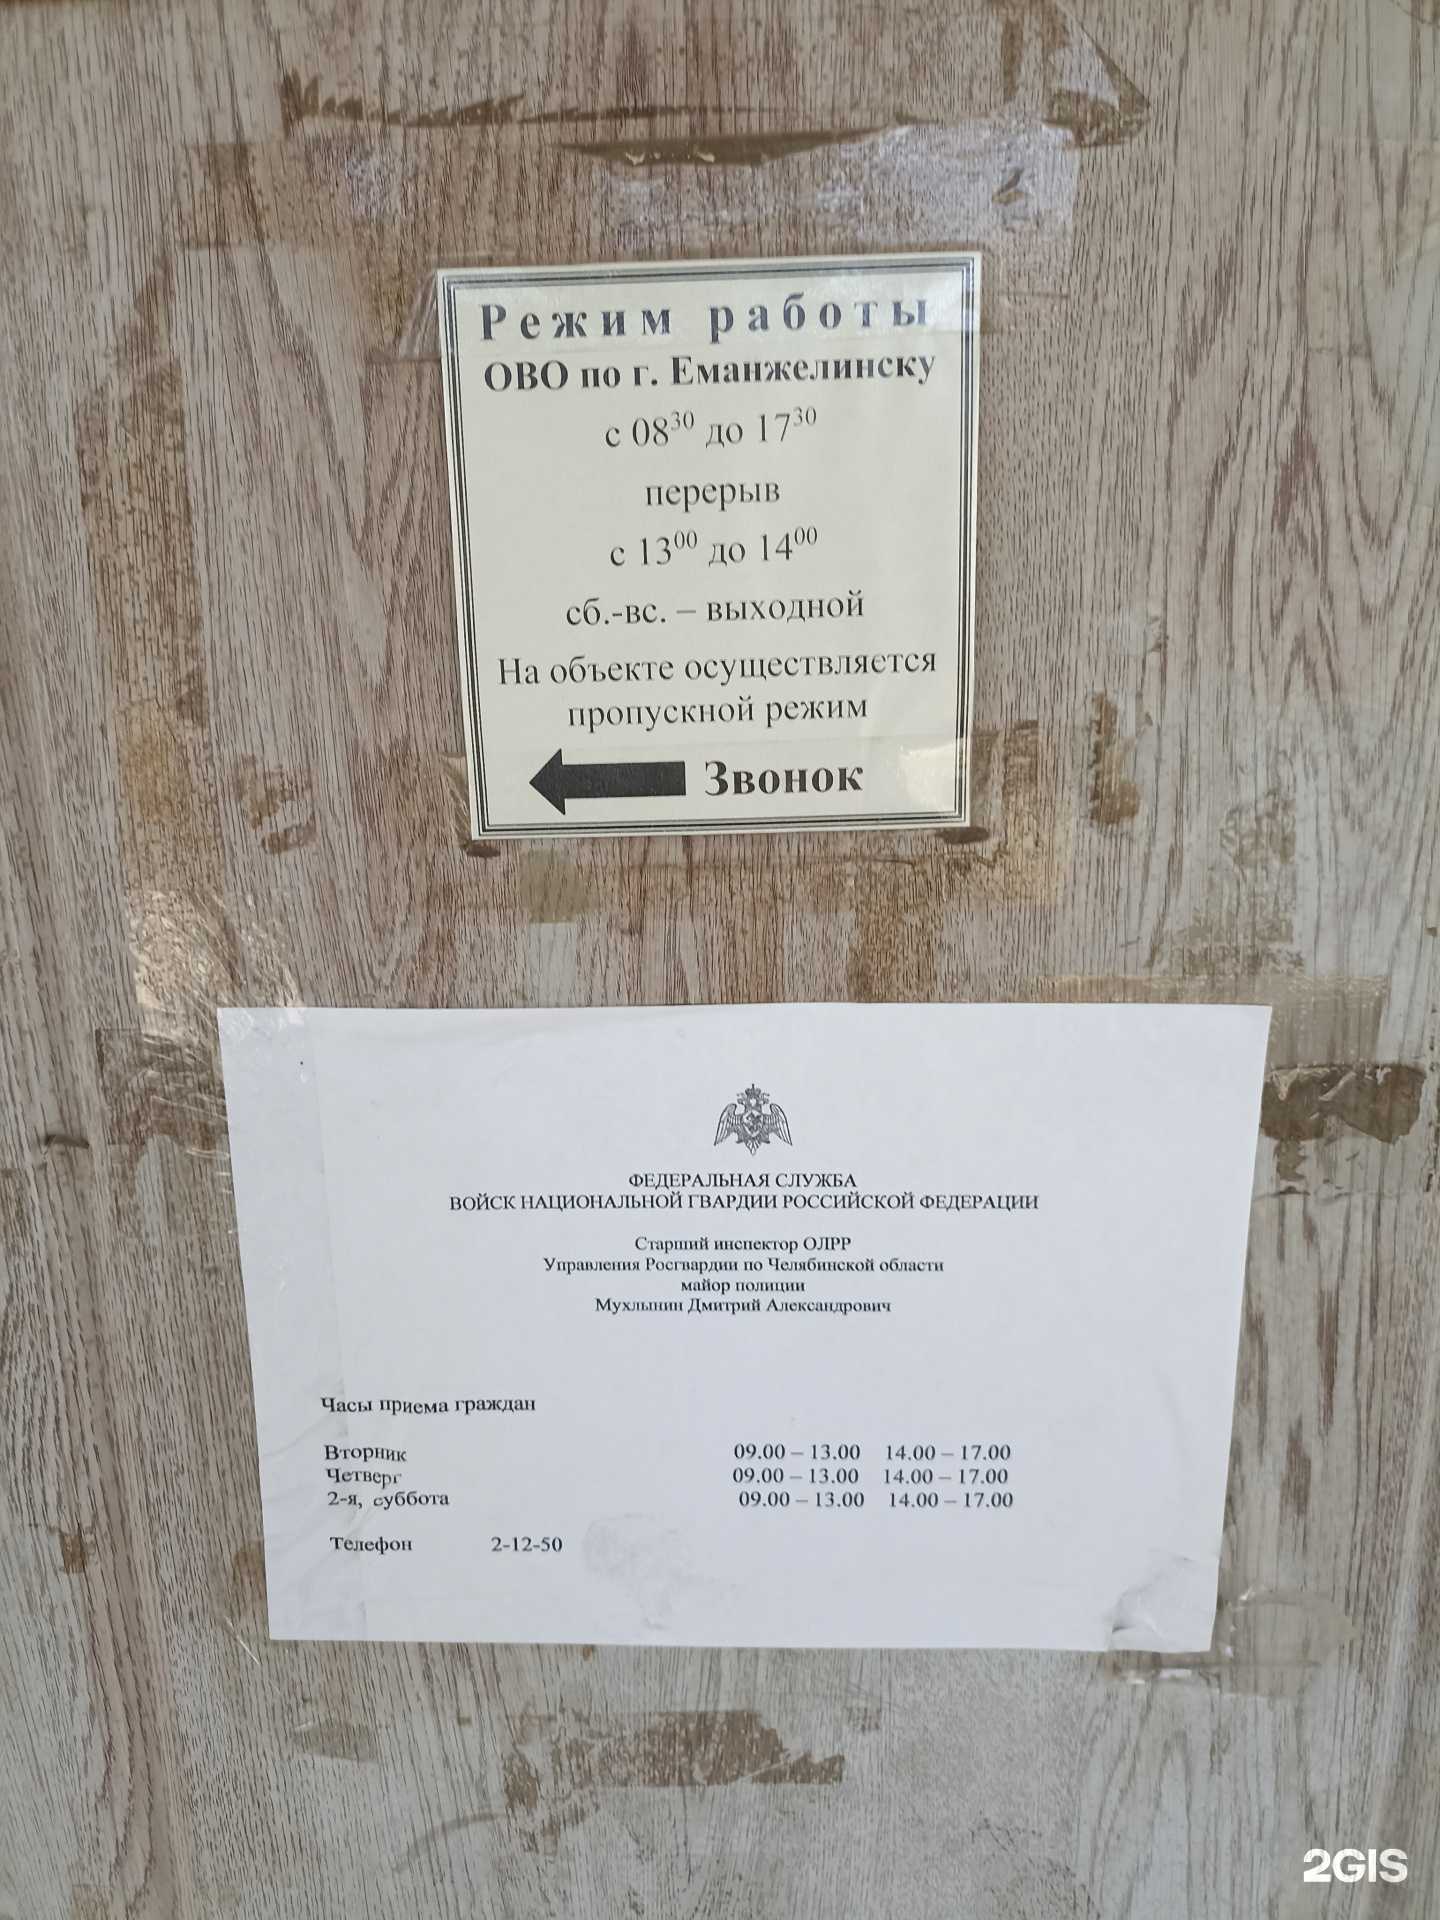 Режим работы
ОВО по г. Еманжелинску
с 08³⁰ до 17³⁰
перерыв
с 13⁰⁰ до 14⁰⁰
сб.-вс. – выходной
На объекте осуществляется
пропускной режим
Звонок
ФЕДЕРАЛЬНАЯ СЛУЖБА
ВОЙСК НАЦИОНАЛЬНОЙ ГВАРДИИ РОССИЙСКОЙ ФЕДЕРАЦИИ
Старший инспектор ОЛРР
Управления Росгвардии по Челябинской области
майор полиции
Мухлынин Дмитрий Александрович
Часы приема граждан
Вторник 09.00 – 13.00 14.00 – 17.00
Четверг 09.00 – 13.00 14.00 – 17.00
2-я, суббота 09.00 – 13.00 14.00 – 17.00
Телефон 2-12-50
2GIS